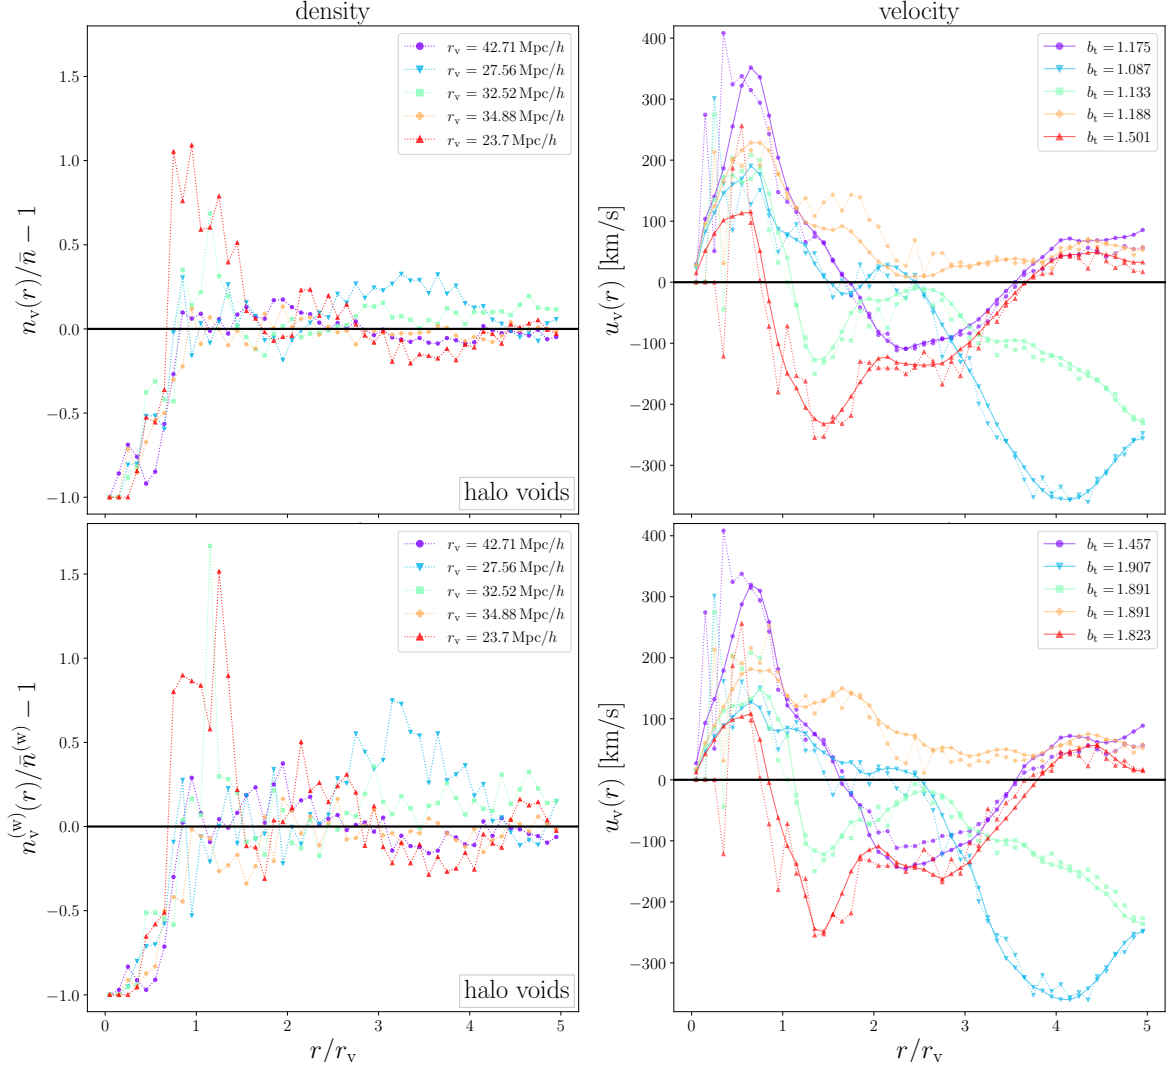 density
velocity
1.5
1.0
0.5
0.0
−0.5
−1.0
n_v(r)/n̄ − 1
r_v = 42.71 Mpc/h
r_v = 27.56 Mpc/h
r_v = 32.52 Mpc/h
r_v = 34.88 Mpc/h
r_v = 23.7 Mpc/h
halo voids
400
300
200
100
0
−100
−200
−300
u_v(r) [km/s]
b_t = 1.175
b_t = 1.087
b_t = 1.133
b_t = 1.188
b_t = 1.501
1.5
1.0
0.5
0.0
−0.5
−1.0
n_v^(w)(r)/n̄^(w) − 1
r_v = 42.71 Mpc/h
r_v = 27.56 Mpc/h
r_v = 32.52 Mpc/h
r_v = 34.88 Mpc/h
r_v = 23.7 Mpc/h
halo voids
0 1 2 3 4 5
r/r_v
400
300
200
100
0
−100
−200
−300
u_v(r) [km/s]
b_t = 1.457
b_t = 1.907
b_t = 1.891
b_t = 1.891
b_t = 1.823
0 1 2 3 4 5
r/r_v